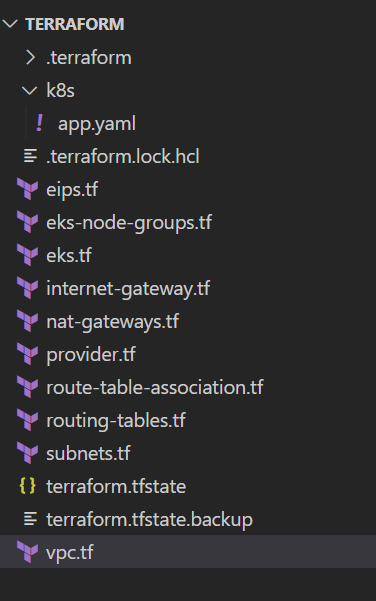 TERRAFORM
.terraform
k8s
! app.yaml
.terraform.lock.hcl
eips.tf
eks-node-groups.tf
eks.tf
internet-gateway.tf
nat-gateways.tf
provider.tf
route-table-association.tf
routing-tables.tf
subnets.tf
{} terraform.tfstate
terraform.tfstate.backup
vpc.tf